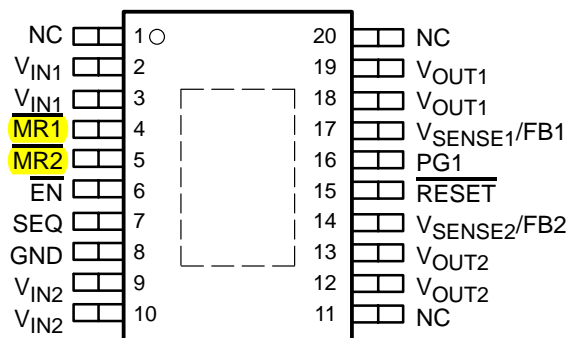 NC 1 20 NC
VIN1 2 19 VOUT1
VIN1 3 18 VOUT1
MR1 4 17 VSENSE1/FB1
MR2 5 16 PG1
EN 6 15 RESET
SEQ 7 14 VSENSE2/FB2
GND 8 13 VOUT2
VIN2 9 12 VOUT2
VIN2 10 11 NC